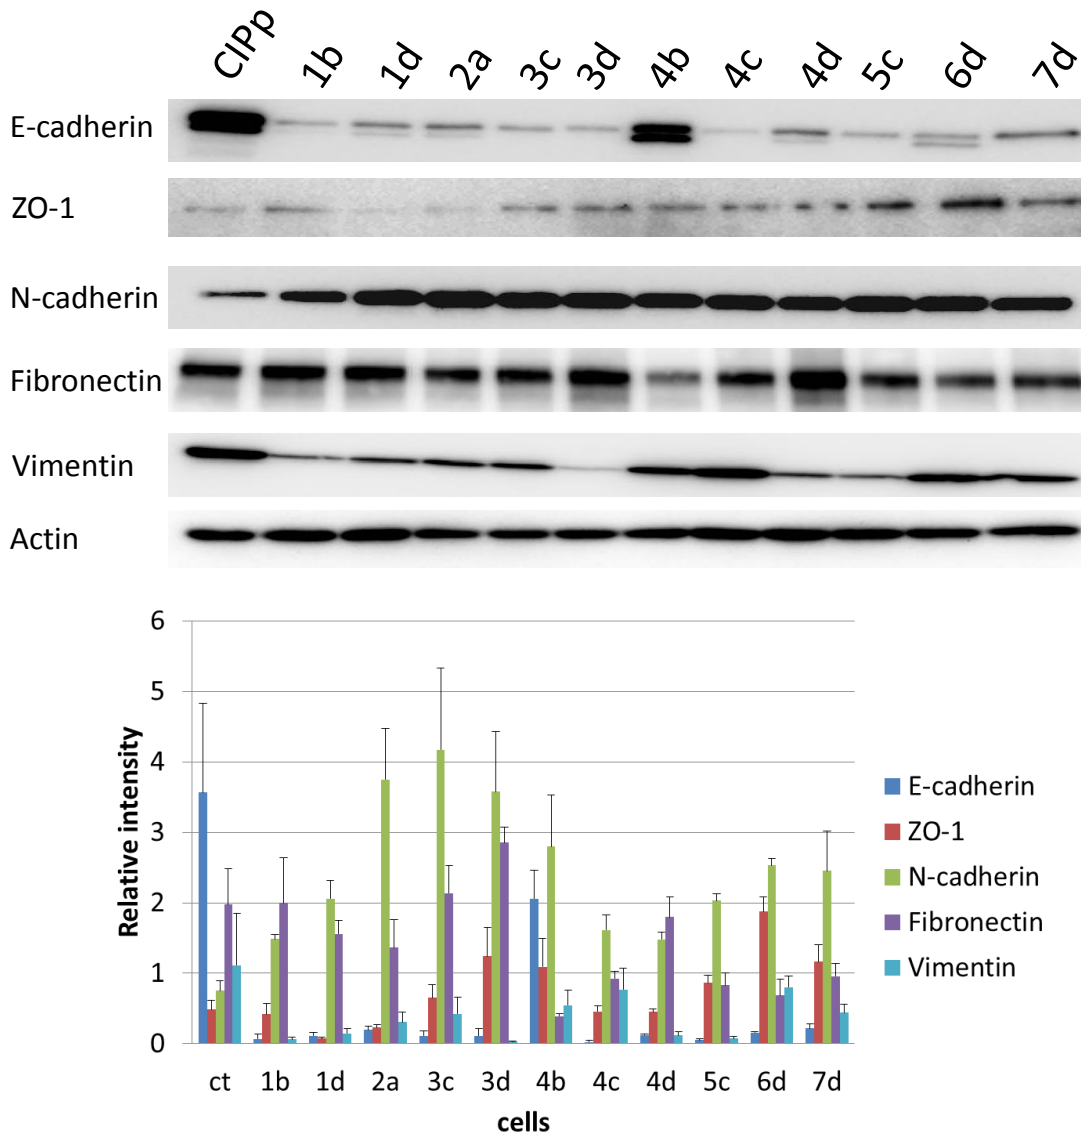 CIPp 1b 1d 2a 3c 3d 4b 4c 4d 5c 6d 7d
E-cadherin
ZO-1
N-cadherin
Fibronectin
Vimentin
Actin
6
5
4
3
2
1
0
Relative intensity
ct 1b 1d 2a 3c 3d 4b 4c 4d 5c 6d 7d
cells
E-cadherin
ZO-1
N-cadherin
Fibronectin
Vimentin